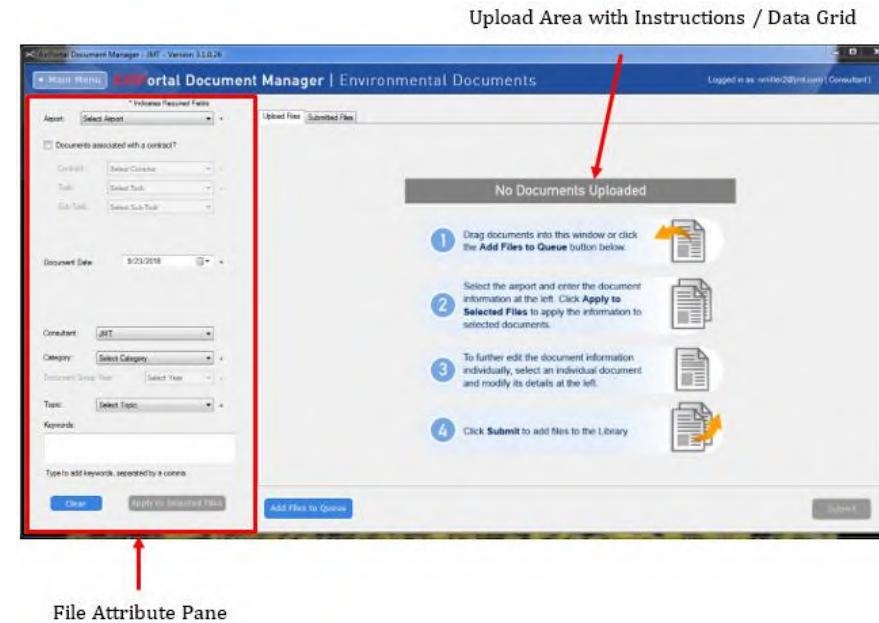 Upload Area with Instructions / Data Grid
AirPortal Document Manager - JMT - Version 3.1.0.26
Main Menu
AirPortal Document Manager | Environmental Documents
Logged in as: (Consultant)
* Indicates Required Fields
Airport: Select Airport *
Documents associated with a contract?
Contract: Select Contract
Task: Select Task
Sub Task: Select Sub Task
Document Date: 9/23/2018 *
Consultant: JMT
Category: Select Category *
Document Group Year: Select Year
Topic: Select Topic *
Keywords:
Type to add keywords, separated by a comma.
Clear
Apply to Selected Files
Upload Files
Submitted Files
No Documents Uploaded
1
Drag documents into this window or click
the Add Files to Queue button below.
2
Select the airport and enter the document
information at the left. Click Apply to
Selected Files to apply the information to
selected documents.
3
To further edit the document information
individually, select an individual document
and modify its details at the left.
4
Click Submit to add files to the Library
Add Files to Queue
Submit
File Attribute Pane